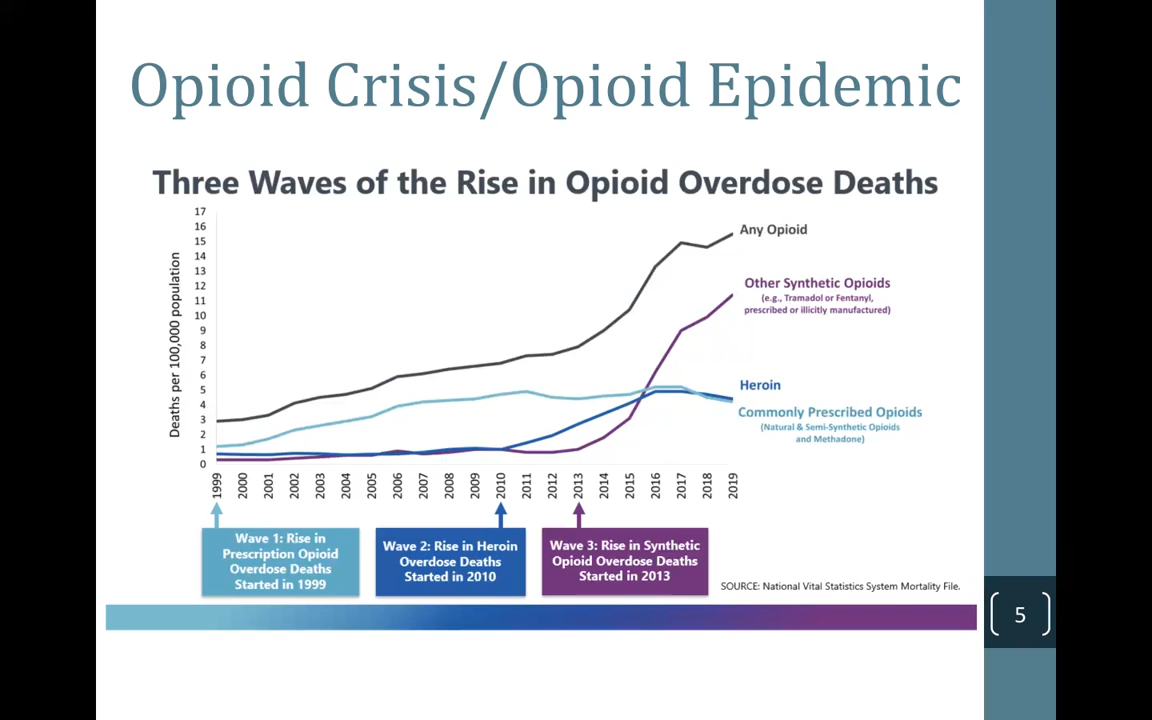 Opioid Crisis/Opioid Epidemic
Three Waves of the Rise in Opioid Overdose Deaths
Deaths per 100,000 population
17
16
15
14
13
12
11
10
9
8
7
6
5
4
3
2
1
0
Any Opioid
Other Synthetic Opioids
(e.g., Tramadol or Fentanyl,
prescribed or illicitly manufactured)
Heroin
Commonly Prescribed Opioids
(Natural & Semi-Synthetic Opioids
and Methadone)
1999 2000 2001 2002 2003 2004 2005 2006 2007 2008 2009 2010 2011 2012 2013 2014 2015 2016 2017 2018 2019
Wave 1: Rise in
Prescription Opioid
Overdose Deaths
Started in 1999
Wave 2: Rise in Heroin
Overdose Deaths
Started in 2010
Wave 3: Rise in Synthetic
Opioid Overdose Deaths
Started in 2013
SOURCE: National Vital Statistics System Mortality File.
5